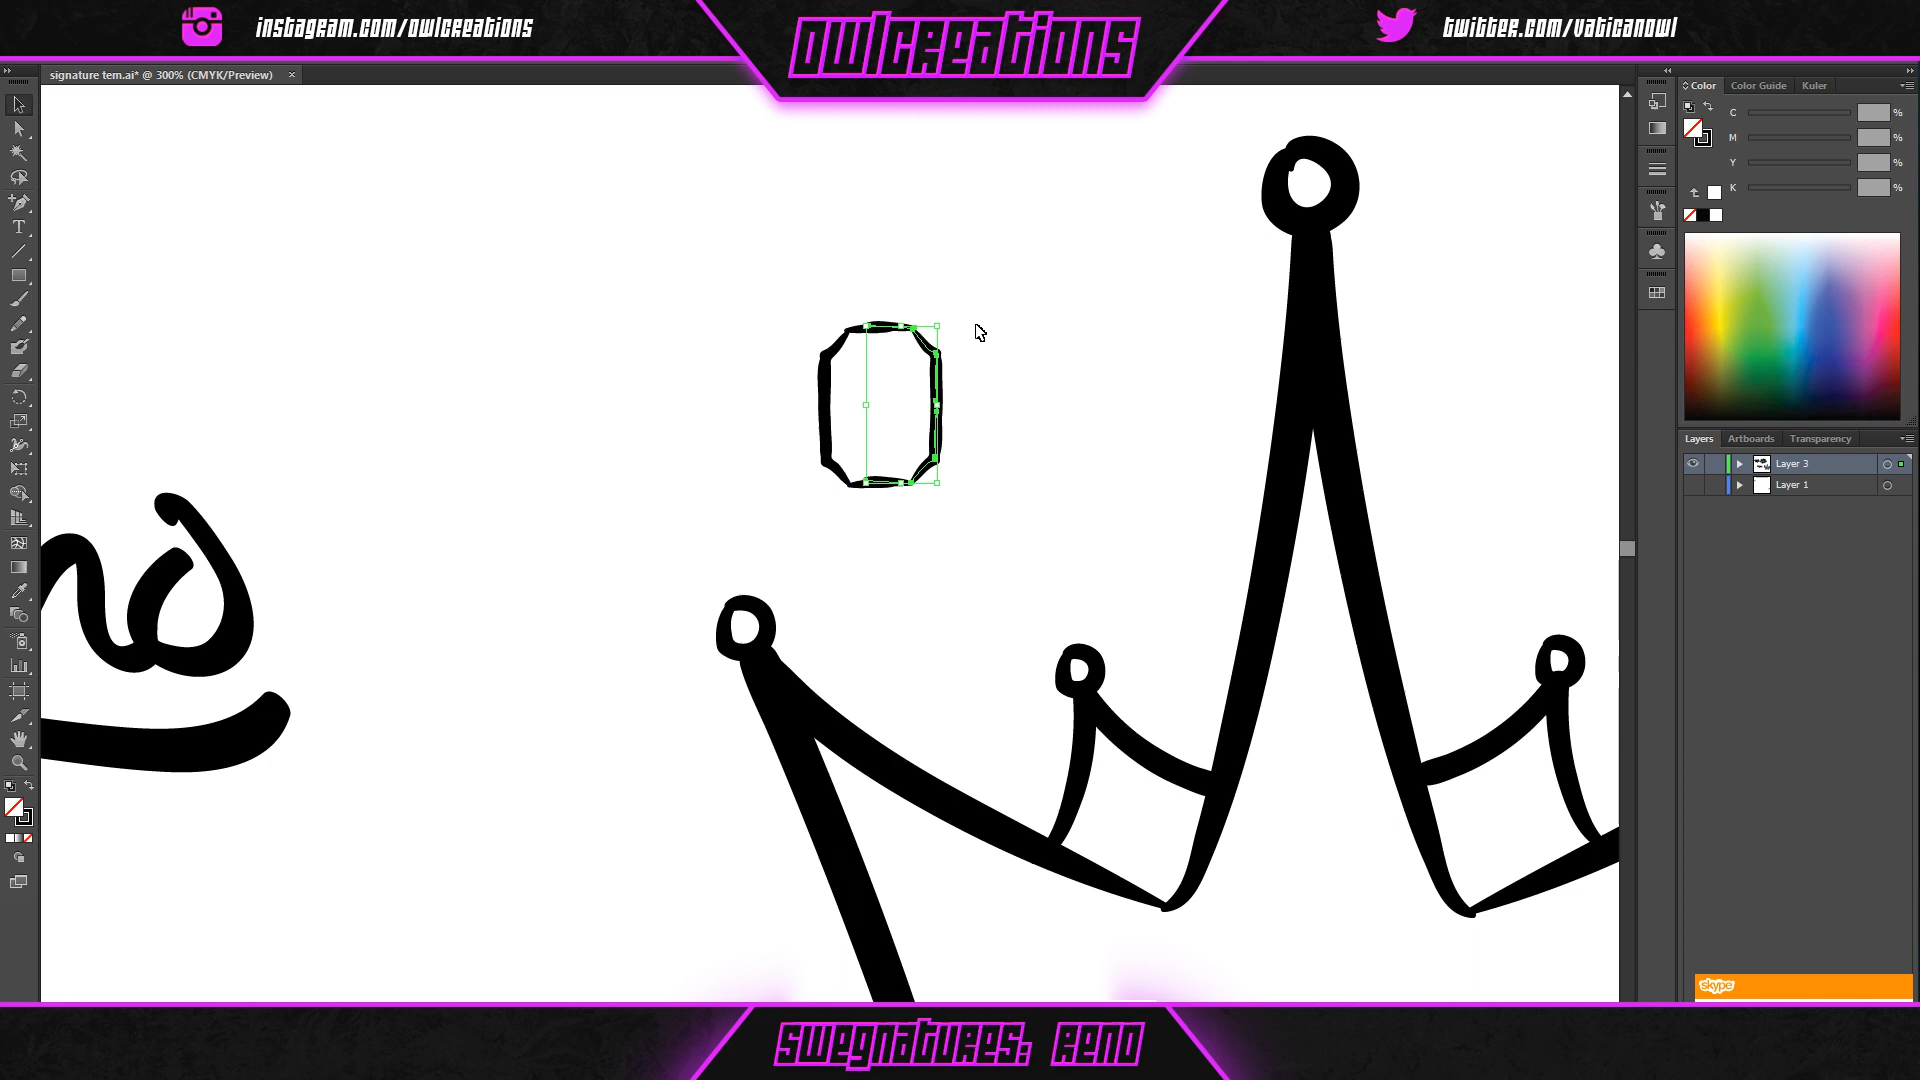 instagram.com/owlcreations
owlcreations
twitter.com/vaticanowl
signature tem.ai* @ 300% (CMYK/Preview) ×
Color Color Guide Kuler
C %
M %
Y %
K %
Layers Artboards Transparency
Layer 3
Layer 1
skype
swegnatures: reno